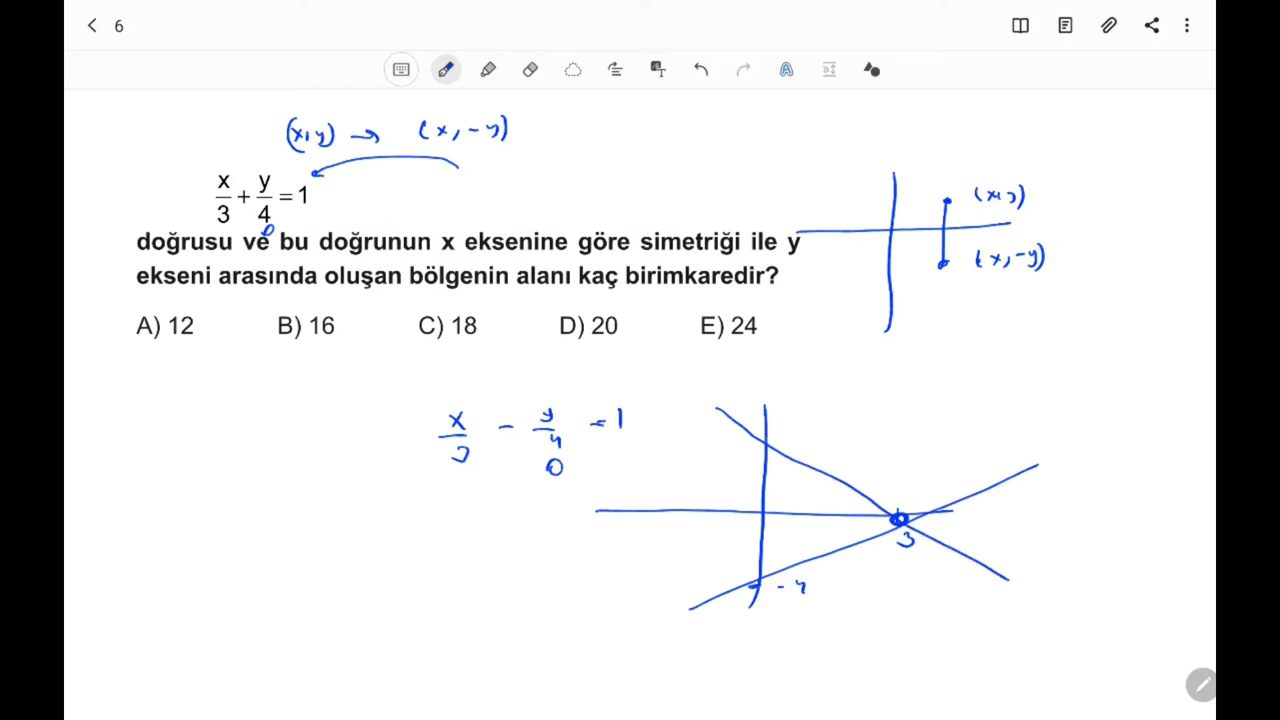 6
(x,y) → (x,-y)
x/3 + y/4 = 1
0
doğrusu ve bu doğrunun x eksenine göre simetriği ile y
ekseni arasında oluşan bölgenin alanı kaç birimkaredir?
A) 12 B) 16 C) 18 D) 20 E) 24
(x,y)
(x,-y)
x/3 - y/4 = 1
0
3
-4